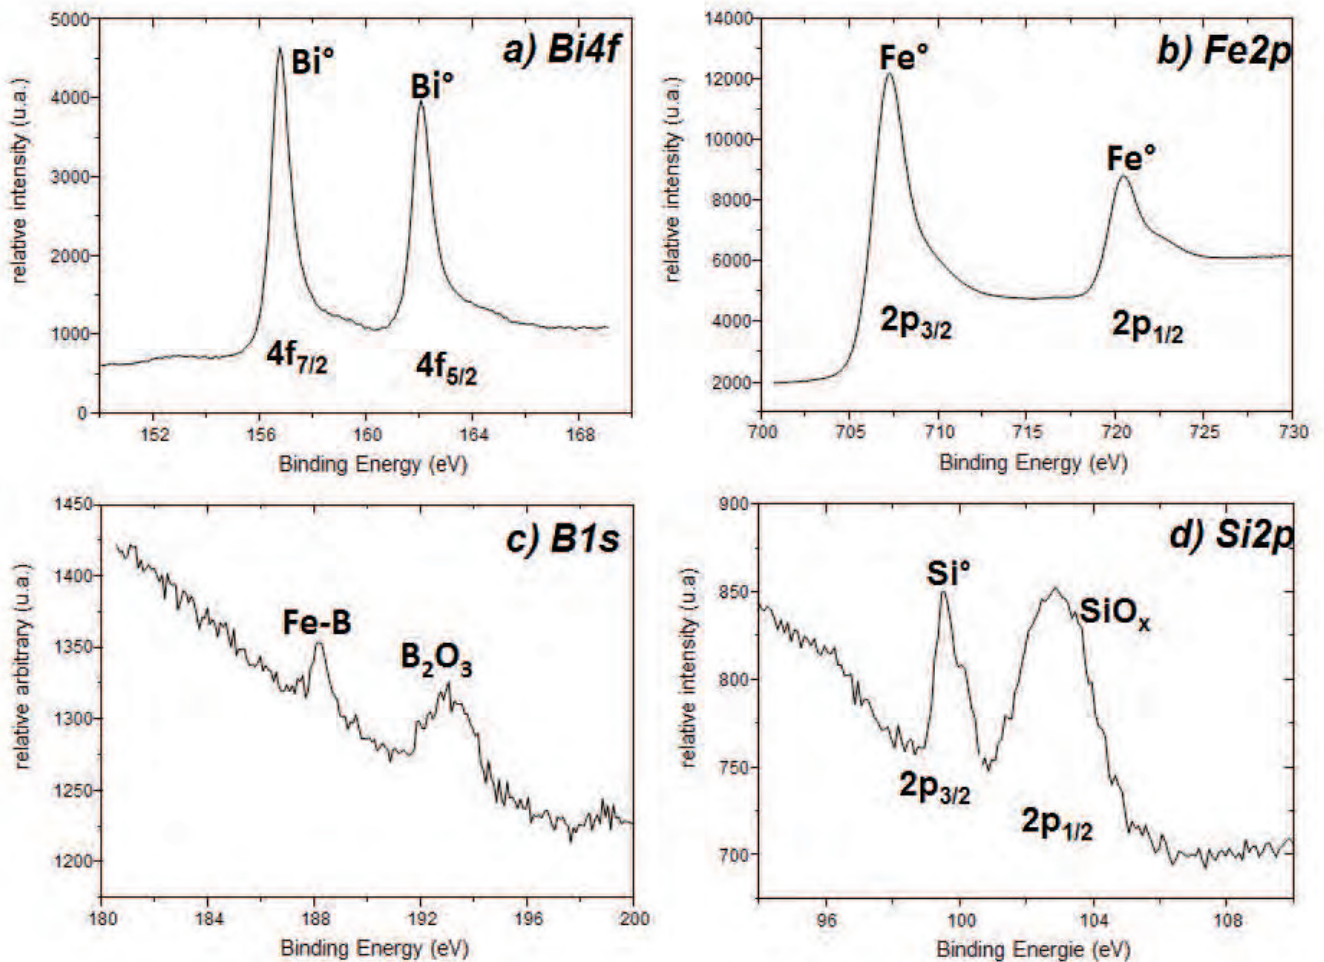 a) Bi4f
Bi°
Bi°
4f7/2
4f5/2
relative intensity (u.a.)
5000
4000
3000
2000
1000
0
152
156
160
164
168
Binding Energy (eV)
b) Fe2p
Fe°
Fe°
2p3/2
2p1/2
relative intensity (u.a.)
14000
12000
10000
8000
6000
4000
2000
700
705
710
715
720
725
730
Binding Energy (eV)
c) B1s
Fe-B
B2O3
relative arbitrary (u.a.)
1450
1400
1350
1300
1250
1200
180
184
188
192
196
200
Binding Energy (eV)
d) Si2p
Si°
SiOx
2p3/2
2p1/2
relative intensity (u.a)
900
850
800
750
700
96
100
104
108
Binding Energie (eV)